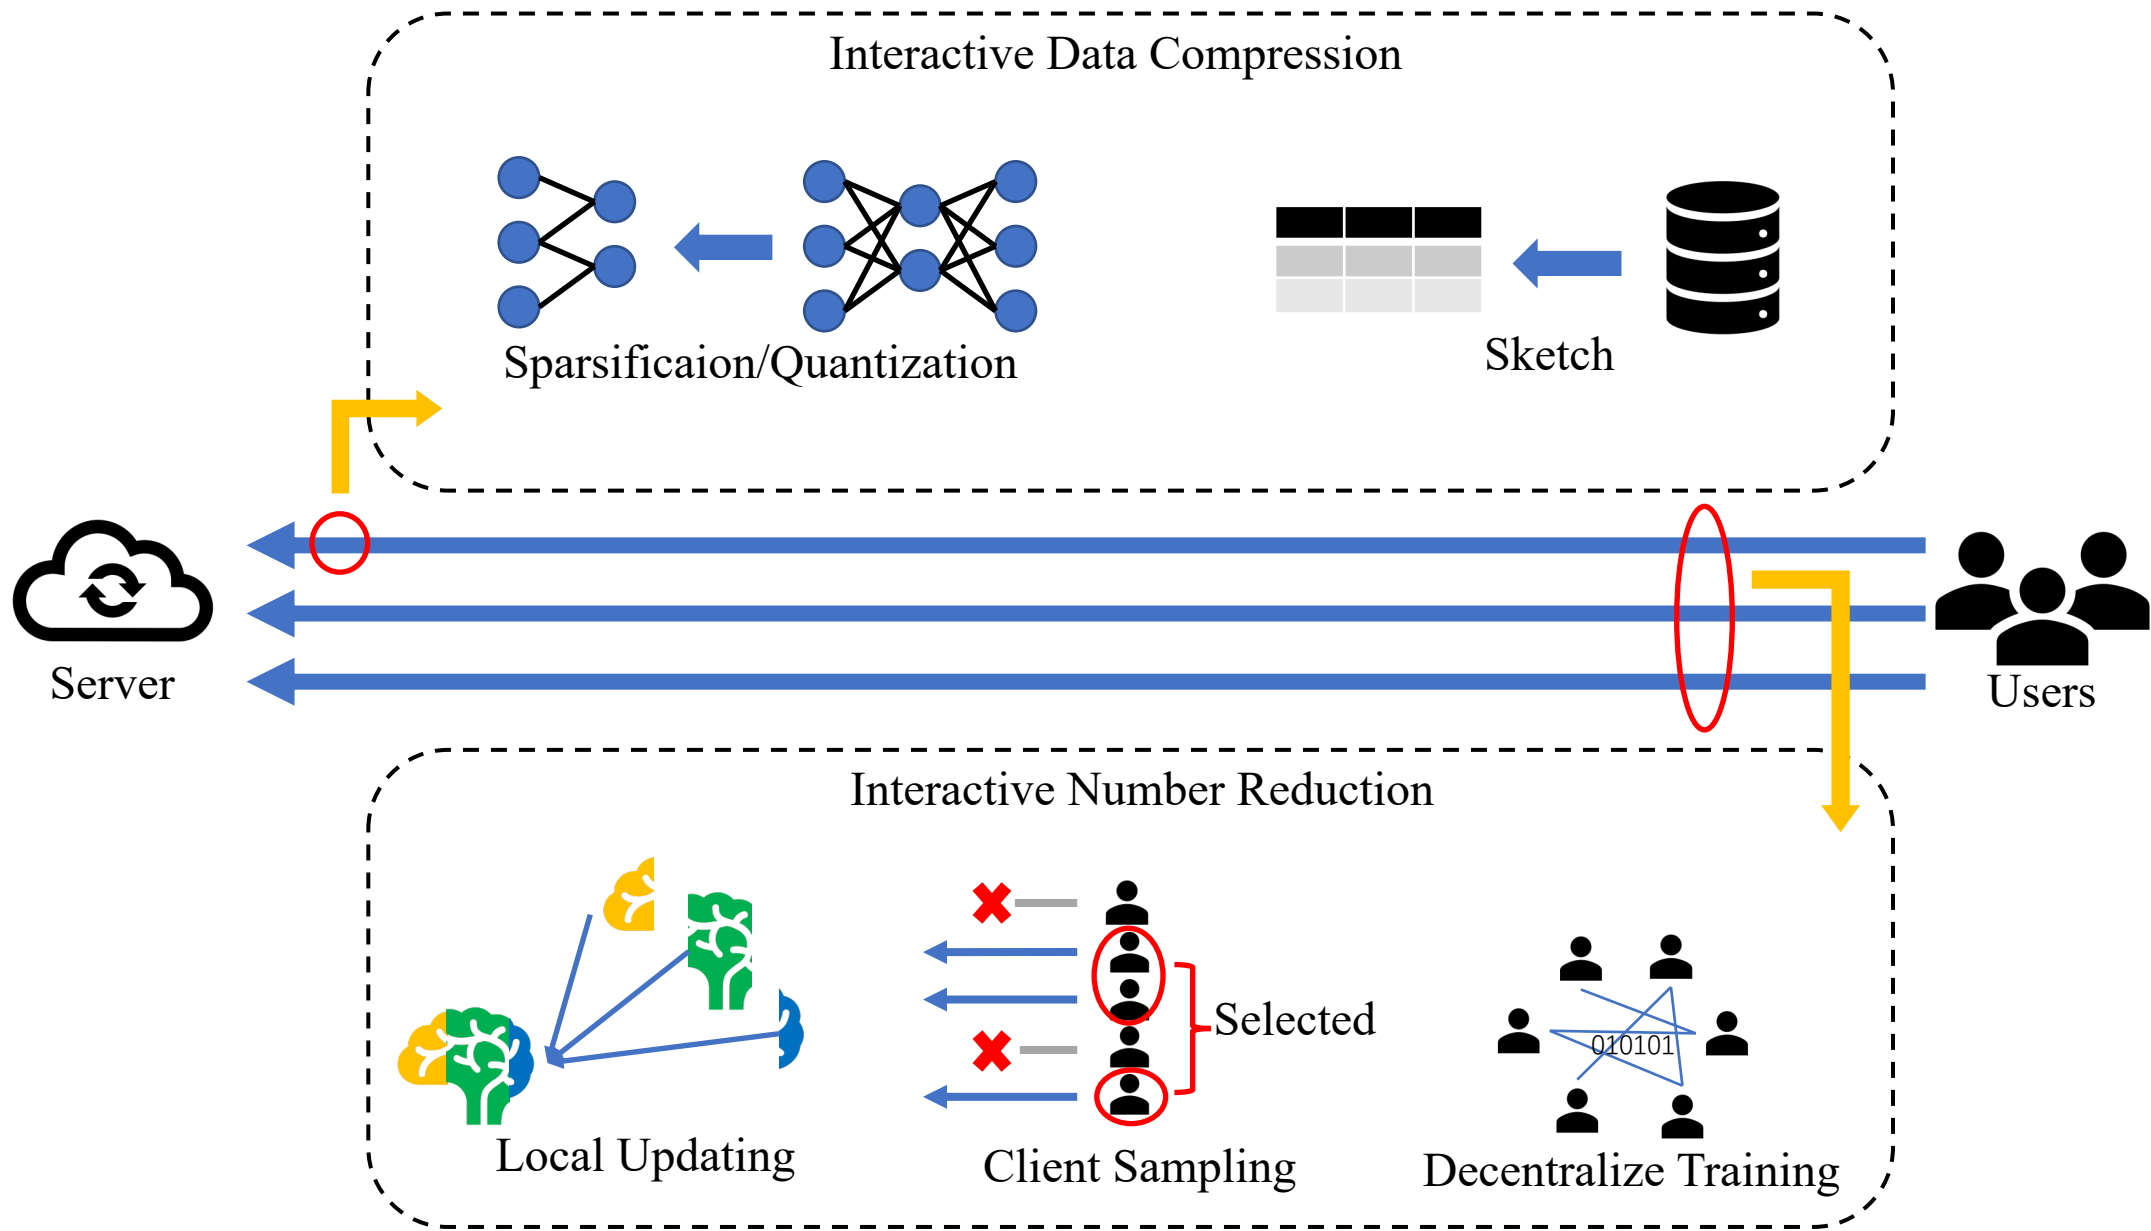 Interactive Data Compression
Sparsificaion/Quantization
Sketch
Server
Users
Interactive Number Reduction
Selected
010101
Local Updating
Client Sampling
Decentralize Training